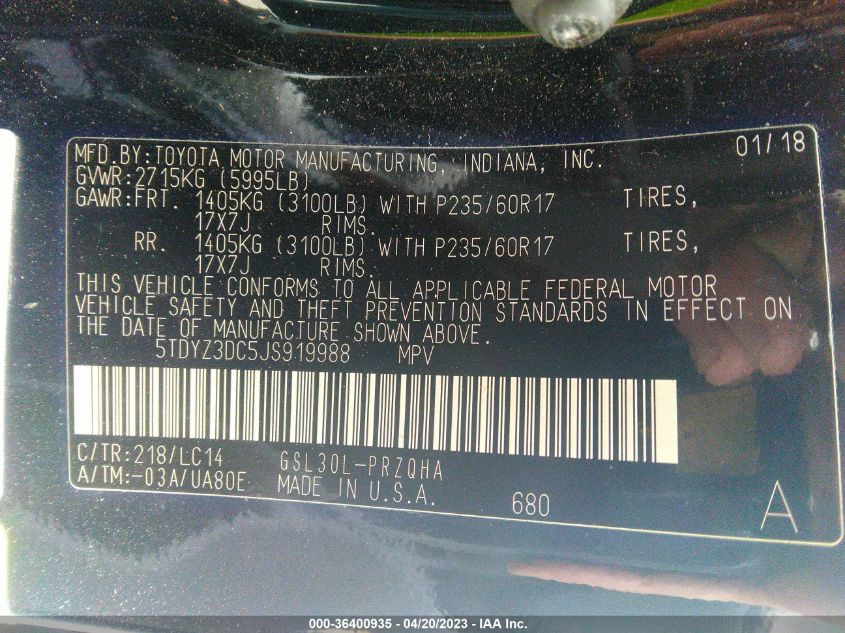 MFD.BY:TOYOTA MOTOR MANUFACTURING, INDIANA, INC. 01/18
GVWR:2715KG (5995LB)
GAWR:FRT. 1405KG (3100LB) WITH P235/60R17 TIRES,
17X7J RIMS.
RR. 1405KG (3100LB) WITH P235/60R17 TIRES,
17X7J RIMS.
THIS VEHICLE CONFORMS TO ALL APPLICABLE FEDERAL MOTOR
VEHICLE SAFETY AND THEFT PREVENTION STANDARDS IN EFFECT ON
THE DATE OF MANUFACTURE SHOWN ABOVE.
5TDYZ3DC5JS919988 MPV
C/TR:218/LC14 GSL30L-PRZQHA
A/TM:-03A/UA80E MADE IN U.S.A. 680 A
000-36400935 - 04/20/2023 - IAA Inc.